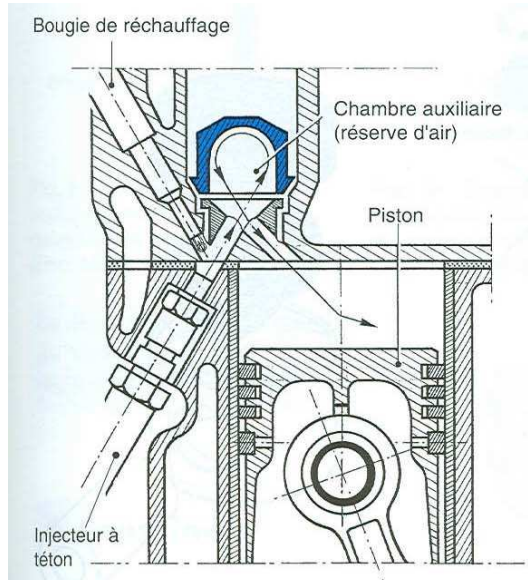 Bougie de réchauffage
Chambre auxiliaire
(réserve d'air)
Piston
Injecteur à
téton